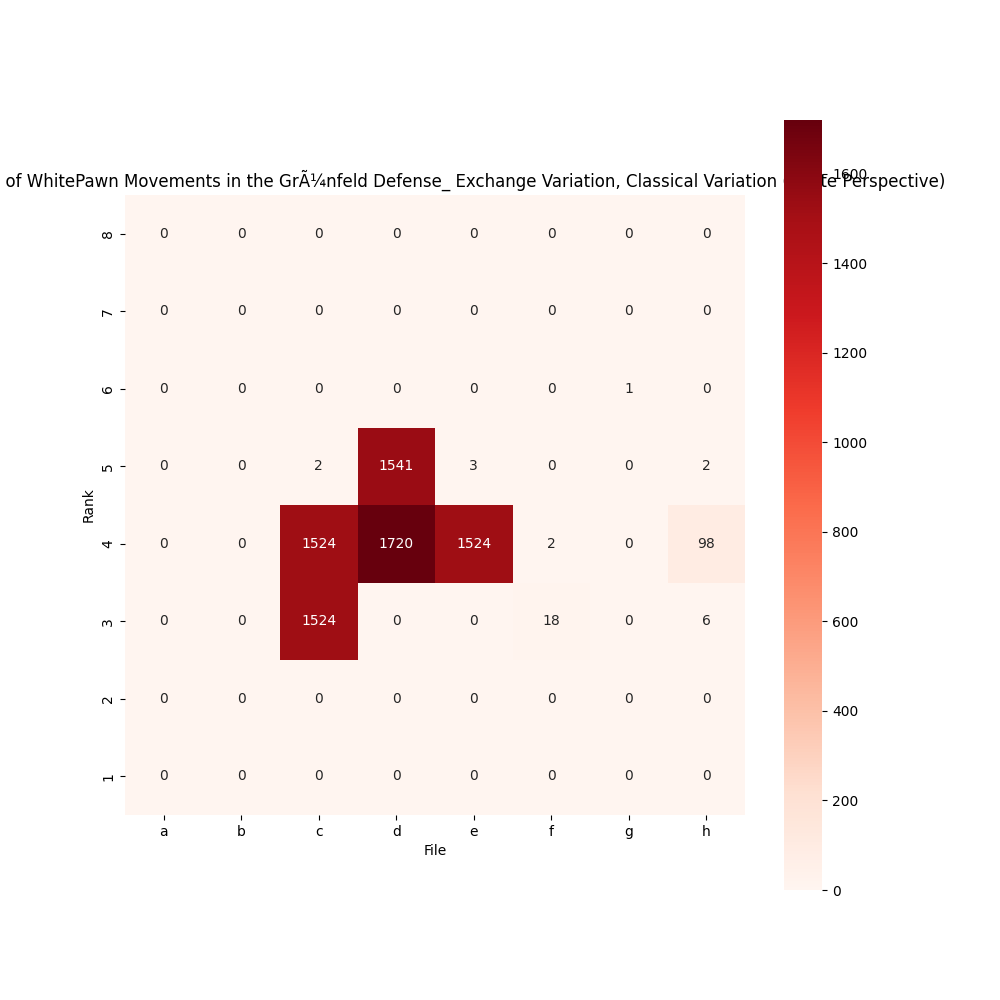 of WhitePawn Movements in the GrÃ¼nfeld Defense_ Exchange Variation, Classical Variation Perspective)
1600
1400
1200
1000
800
600
400
200
0
Rank
8 0 0 0 0 0 0 0 0
7 0 0 0 0 0 0 0 0
6 0 0 0 0 0 0 1 0
5 0 0 2 1541 3 0 0 2
4 0 0 1524 1720 1524 2 0 98
3 0 0 1524 0 0 18 0 6
2 0 0 0 0 0 0 0 0
1 0 0 0 0 0 0 0 0
a b c d e f g h
File